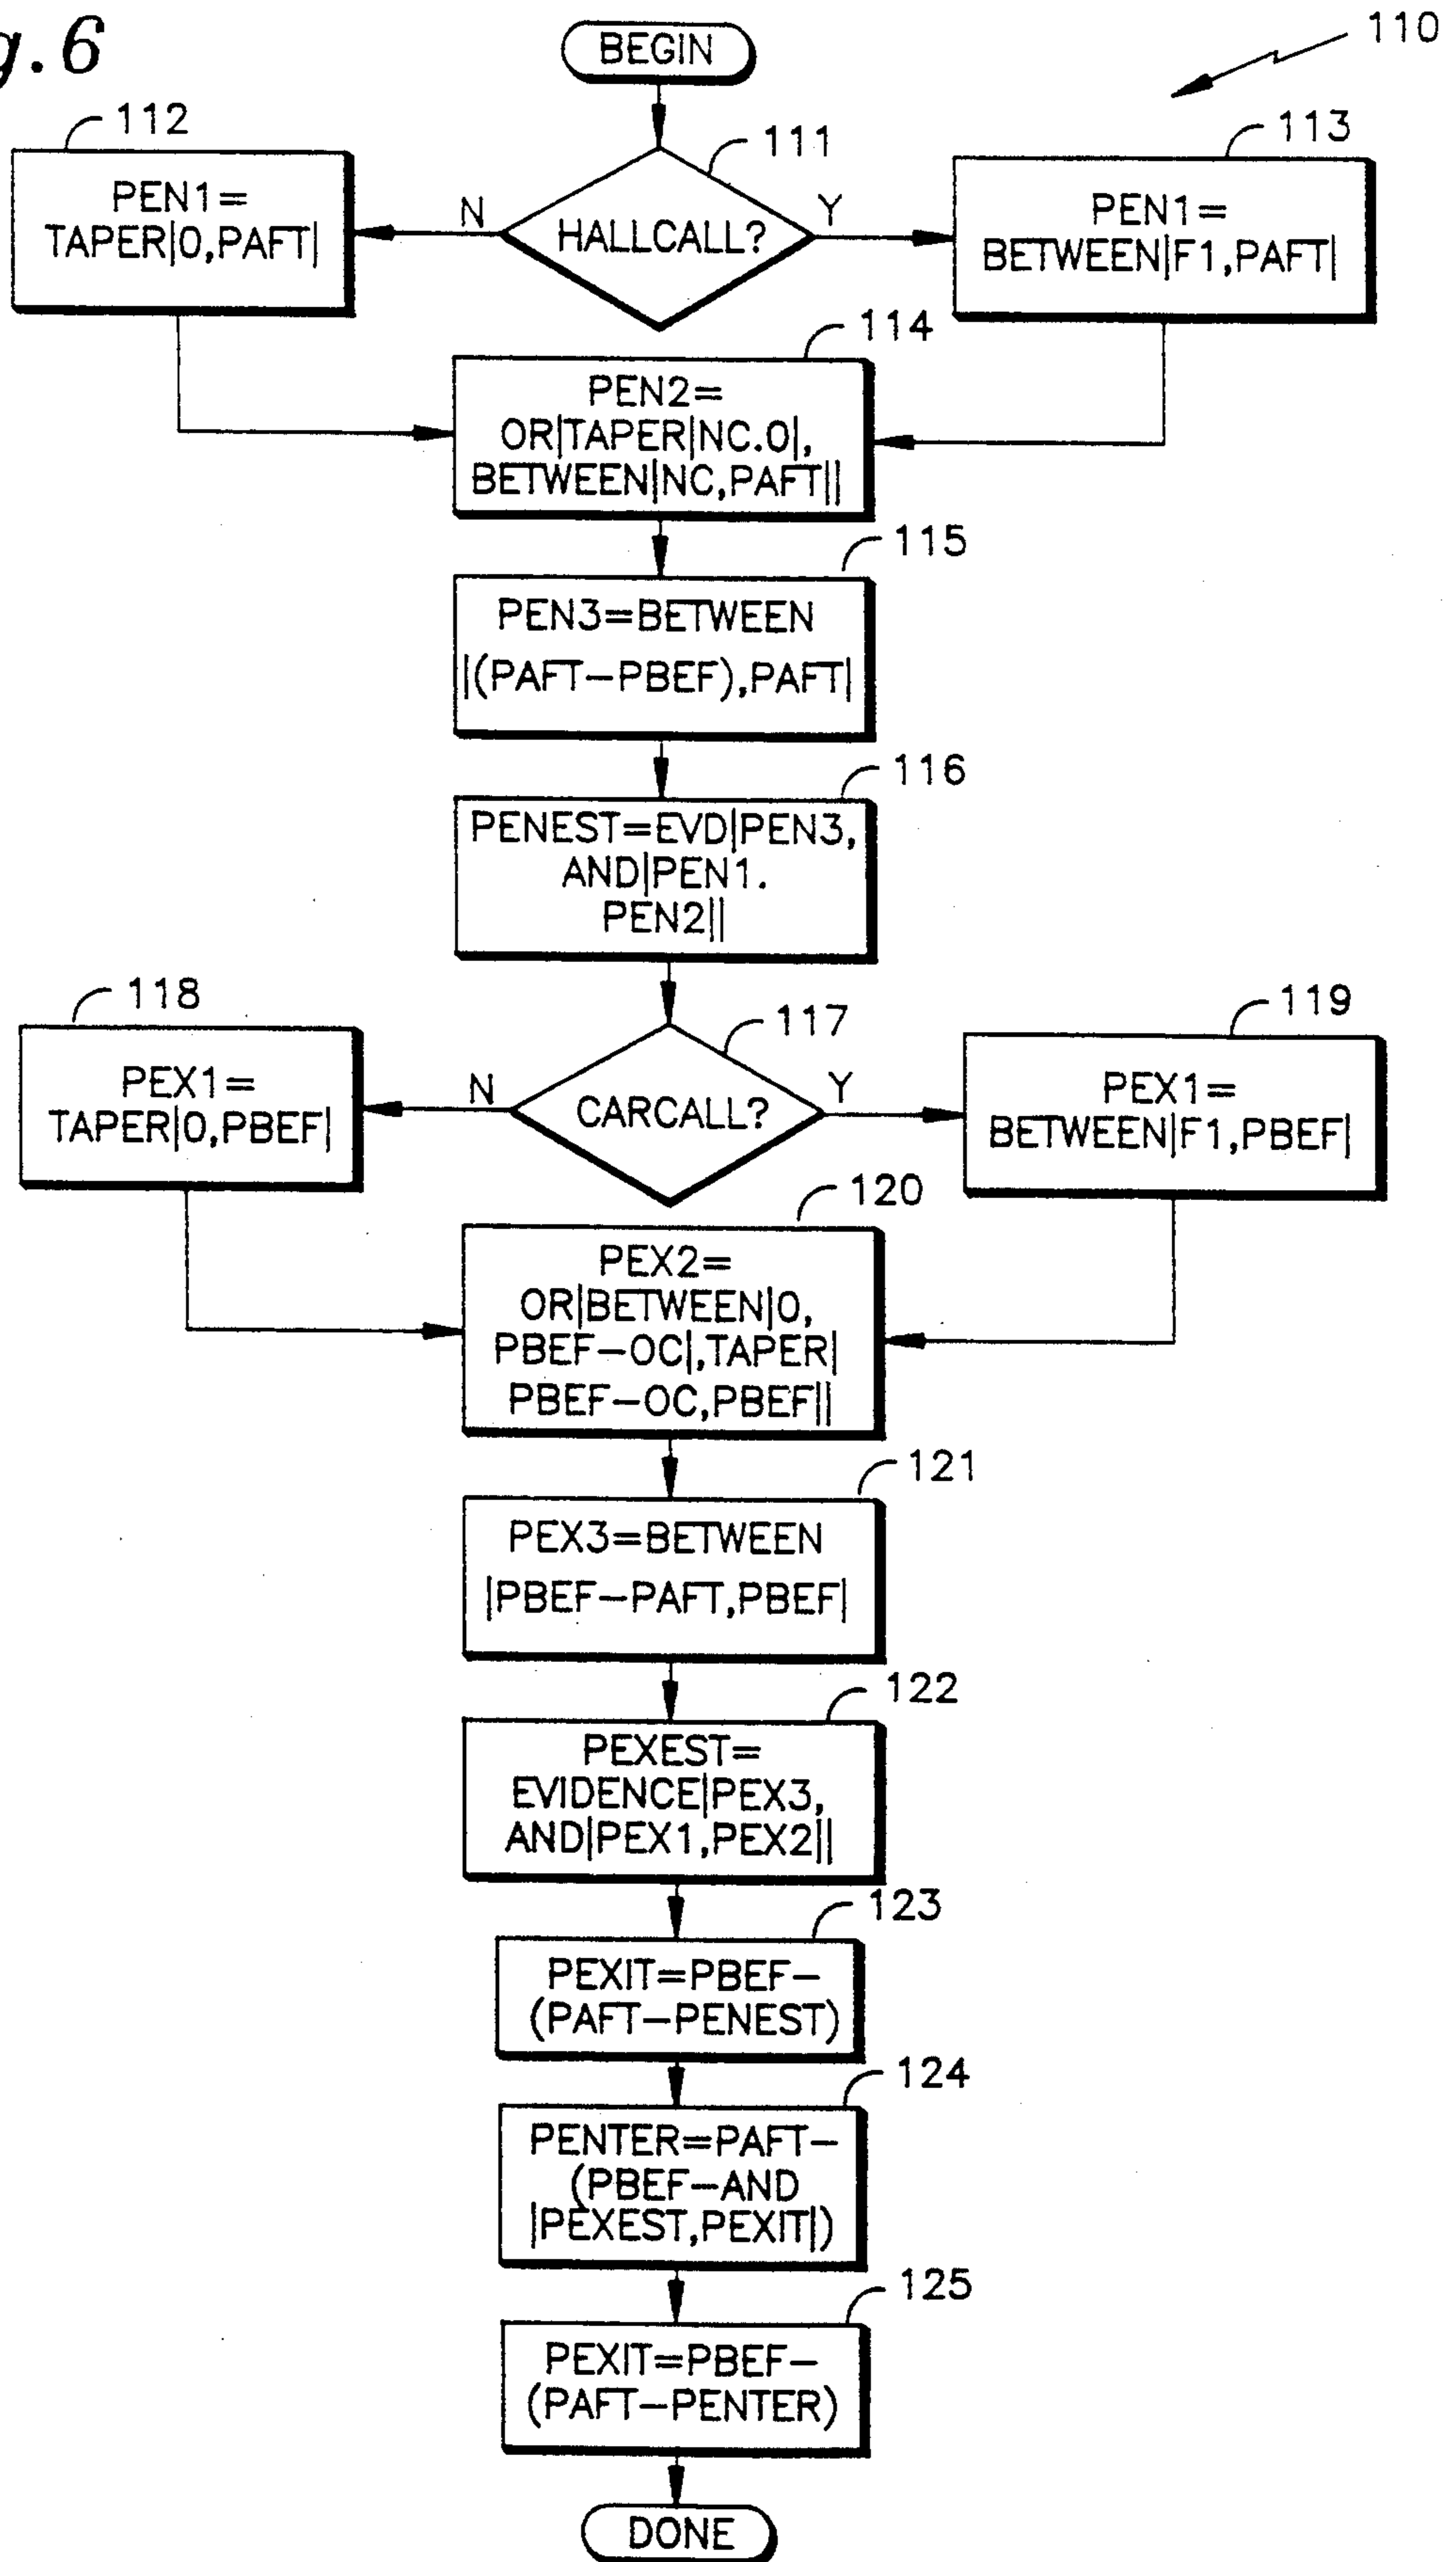 g. 6
BEGIN
110
112
111
113
PEN1=
TAPER|0,PAFT|
N
HALLCALL?
Y
PEN1=
BETWEEN|F1,PAFT|
114
PEN2=
OR|TAPER|NC.0|,
BETWEEN|NC,PAFT||
115
PEN3=BETWEEN
|(PAFT-PBEF),PAFT|
116
PENEST=EVD|PEN3,
AND|PEN1.
PEN2||
118
117
119
PEX1=
TAPER|0,PBEF|
N
CARCALL?
Y
PEX1=
BETWEEN|F1,PBEF|
120
PEX2=
OR|BETWEEN|0,
PBEF-OC|,TAPER|
PBEF-OC,PBEF||
121
PEX3=BETWEEN
|PBEF-PAFT,PBEF|
122
PEXEST=
EVIDENCE|PEX3,
AND|PEX1,PEX2||
123
PEXIT=PBEF-
(PAFT-PENEST)
124
PENTER=PAFT-
(PBEF-AND
|PEXEST,PEXIT|)
125
PEXIT=PBEF-
(PAFT-PENTER)
DONE